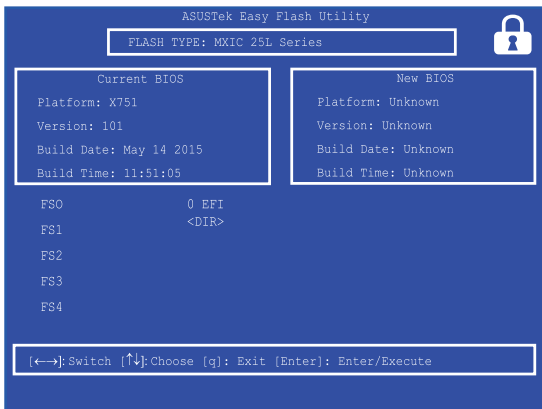 ASUSTek Easy Flash Utility
FLASH TYPE: MXIC 25L Series
Current BIOS
Platform: X751
Version: 101
Build Date: May 14 2015
Build Time: 11:51:05
New BIOS
Platform: Unknown
Version: Unknown
Build Date: Unknown
Build Time: Unknown
FSO 0 EFI
<DIR>
FS1
FS2
FS3
FS4
[←→]: Switch [↑↓]: Choose [q]: Exit [Enter]: Enter/Execute